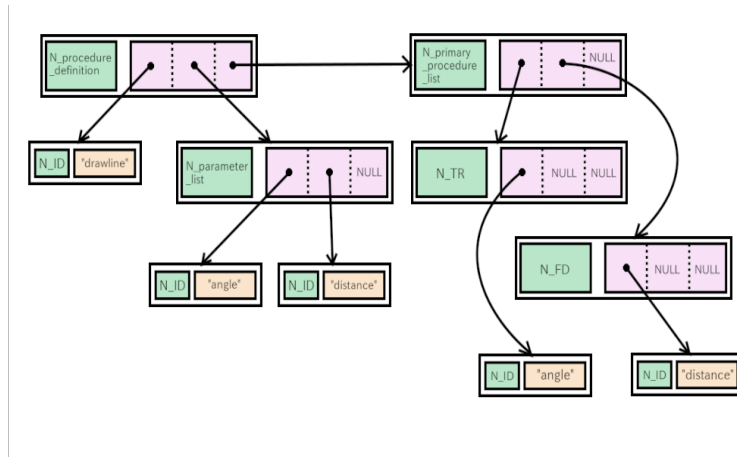 N_procedure
_definition
N_primary
_procedure
_list
NULL
N_ID
"drawline"
N_parameter
_list
NULL
N_TR
NULL
NULL
N_ID
"angle"
N_ID
"distance"
N_FD
NULL
NULL
N_ID
"angle"
N_ID
"distance"